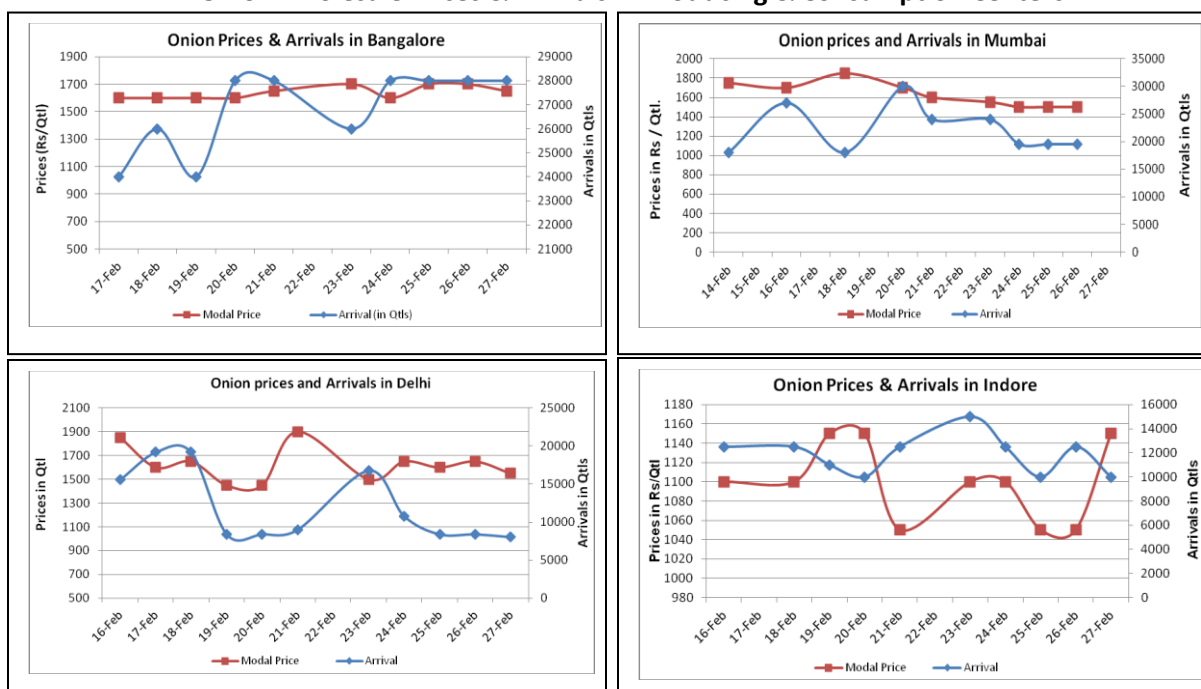 Onion Prices & Arrivals in Bangalore
Prices (Rs/Qtl)
1900
1700
1500
1300
1100
900
700
500
29000
28000
27000
26000
25000
24000
23000
22000
21000
Arrivals in Qtls
17-Feb
18-Feb
19-Feb
20-Feb
21-Feb
22-Feb
23-Feb
24-Feb
25-Feb
26-Feb
27-Feb
Modal Price
Arrival (in Qtls)
Onion prices and Arrivals in Mumbai
Prices in Rs / Qtl.
2000
1800
1600
1400
1200
1000
800
600
400
200
0
35000
30000
25000
20000
15000
10000
5000
0
Arrivals in Qtls
14-Feb
15-Feb
16-Feb
17-Feb
18-Feb
19-Feb
20-Feb
21-Feb
22-Feb
23-Feb
24-Feb
25-Feb
26-Feb
27-Feb
Modal Price
Arrival
Onion prices and Arrivals in Delhi
Prices in Qtl
2100
1900
1700
1500
1300
1100
900
700
500
25000
20000
15000
10000
5000
0
Arrivals in Qtls
16-Feb
17-Feb
18-Feb
19-Feb
20-Feb
21-Feb
22-Feb
23-Feb
24-Feb
25-Feb
26-Feb
27-Feb
Modal Price
Arrival
Onion Prices & Arrivals in Indore
Prices in Rs/Qtl
1180
1160
1140
1120
1100
1080
1060
1040
1020
1000
980
16000
14000
12000
10000
8000
6000
4000
2000
0
Arrivals in Qtls
16-Feb
17-Feb
18-Feb
19-Feb
20-Feb
21-Feb
22-Feb
23-Feb
24-Feb
25-Feb
26-Feb
27-Feb
Modal Price
Arrival